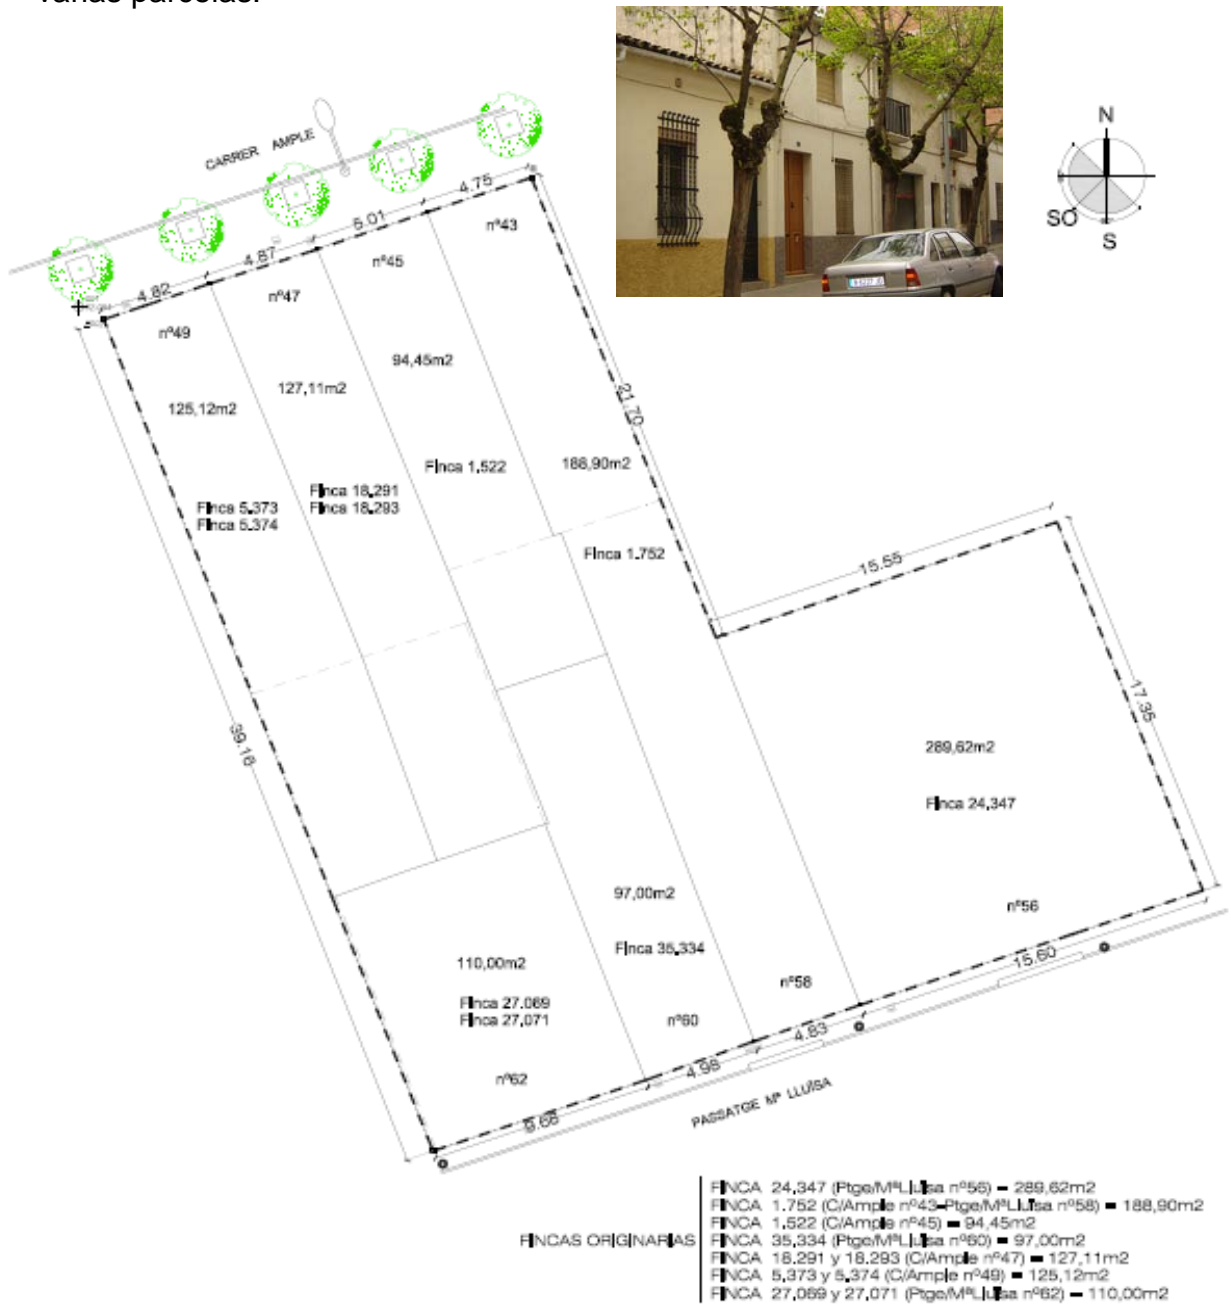 varias parcelas.
CARRER AMPLE
N
SO
S
4.75
5.01
4.87
4.82
nº43
nº45
nº47
nº49
94,45m2
127,11m2
125,12m2
21.70
188,90m2
Finca 1.522
Finca 18.291
Finca 18.293
Finca 5.373
Finca 5.374
Finca 1.752
15.55
17.35
39.16
289,62m2
Finca 24,347
97,00m2
nº56
Finca 35,334
110,00m2
15.60
nº58
Finca 27.069
Finca 27,071
nº60
4.83
4.98
nº62
PASSATGE Mª LLUÏSA
9.66
FINCAS ORIGINARIAS
FINCA 24,347 (Ptge/MªLluïsa nº56) = 289,62m2
FINCA 1.752 (C/Ample nº43-Ptge/MªLluïsa nº58) = 188,90m2
FINCA 1,522 (C/Ample nº45) = 94,45m2
FINCA 35,334 (Ptge/MªLluïsa nº60) = 97,00m2
FINCA 18.291 y 18.293 (C/Ample nº47) = 127,11m2
FINCA 5,373 y 5,374 (C/Ample nº49) = 125,12m2
FINCA 27,069 y 27,071 (Ptge/MªLluïsa nº62) = 110,00m2